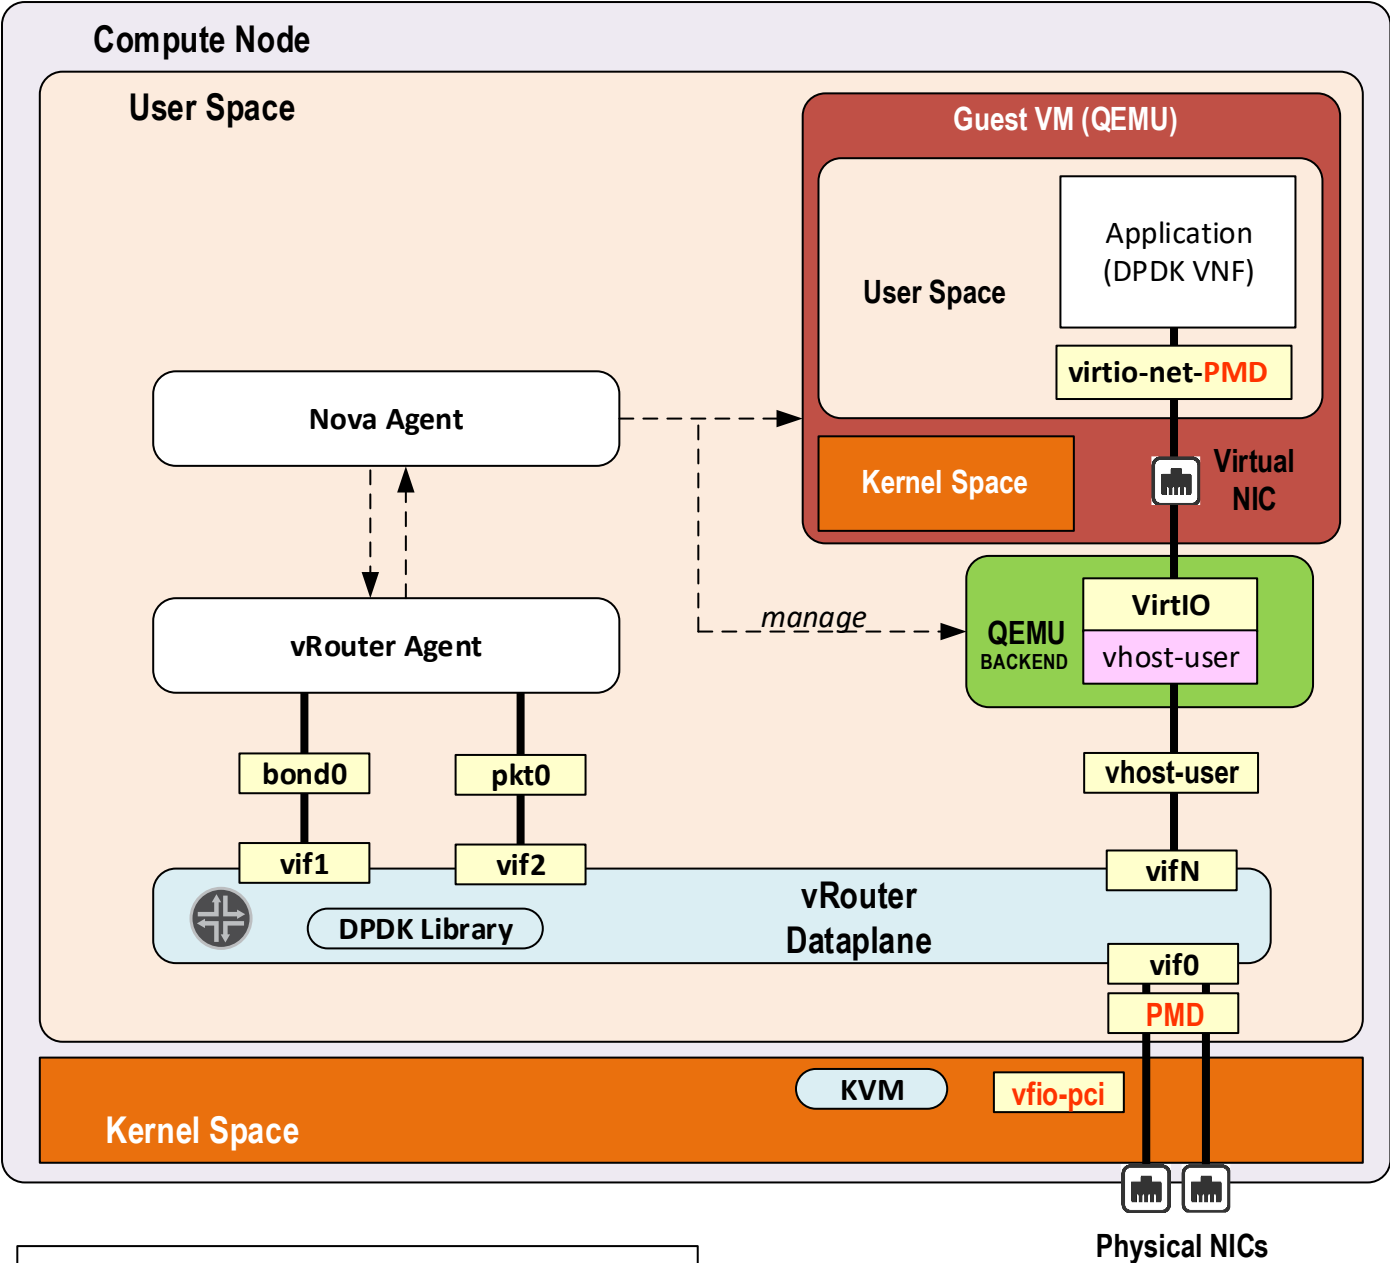 Compute Node
User Space
Guest VM (QEMU)
Application
(DPDK VNF)
User Space
virtio-net-PMD
Nova Agent
Kernel Space
Virtual
NIC
manage
VirtIO
QEMU
BACKEND
vhost-user
vRouter Agent
bond0
pkt0
vhost-user
vif1
vif2
vifN
vRouter
Dataplane
DPDK Library
vif0
PMD
KVM
vfio-pci
Kernel Space
Physical NICs